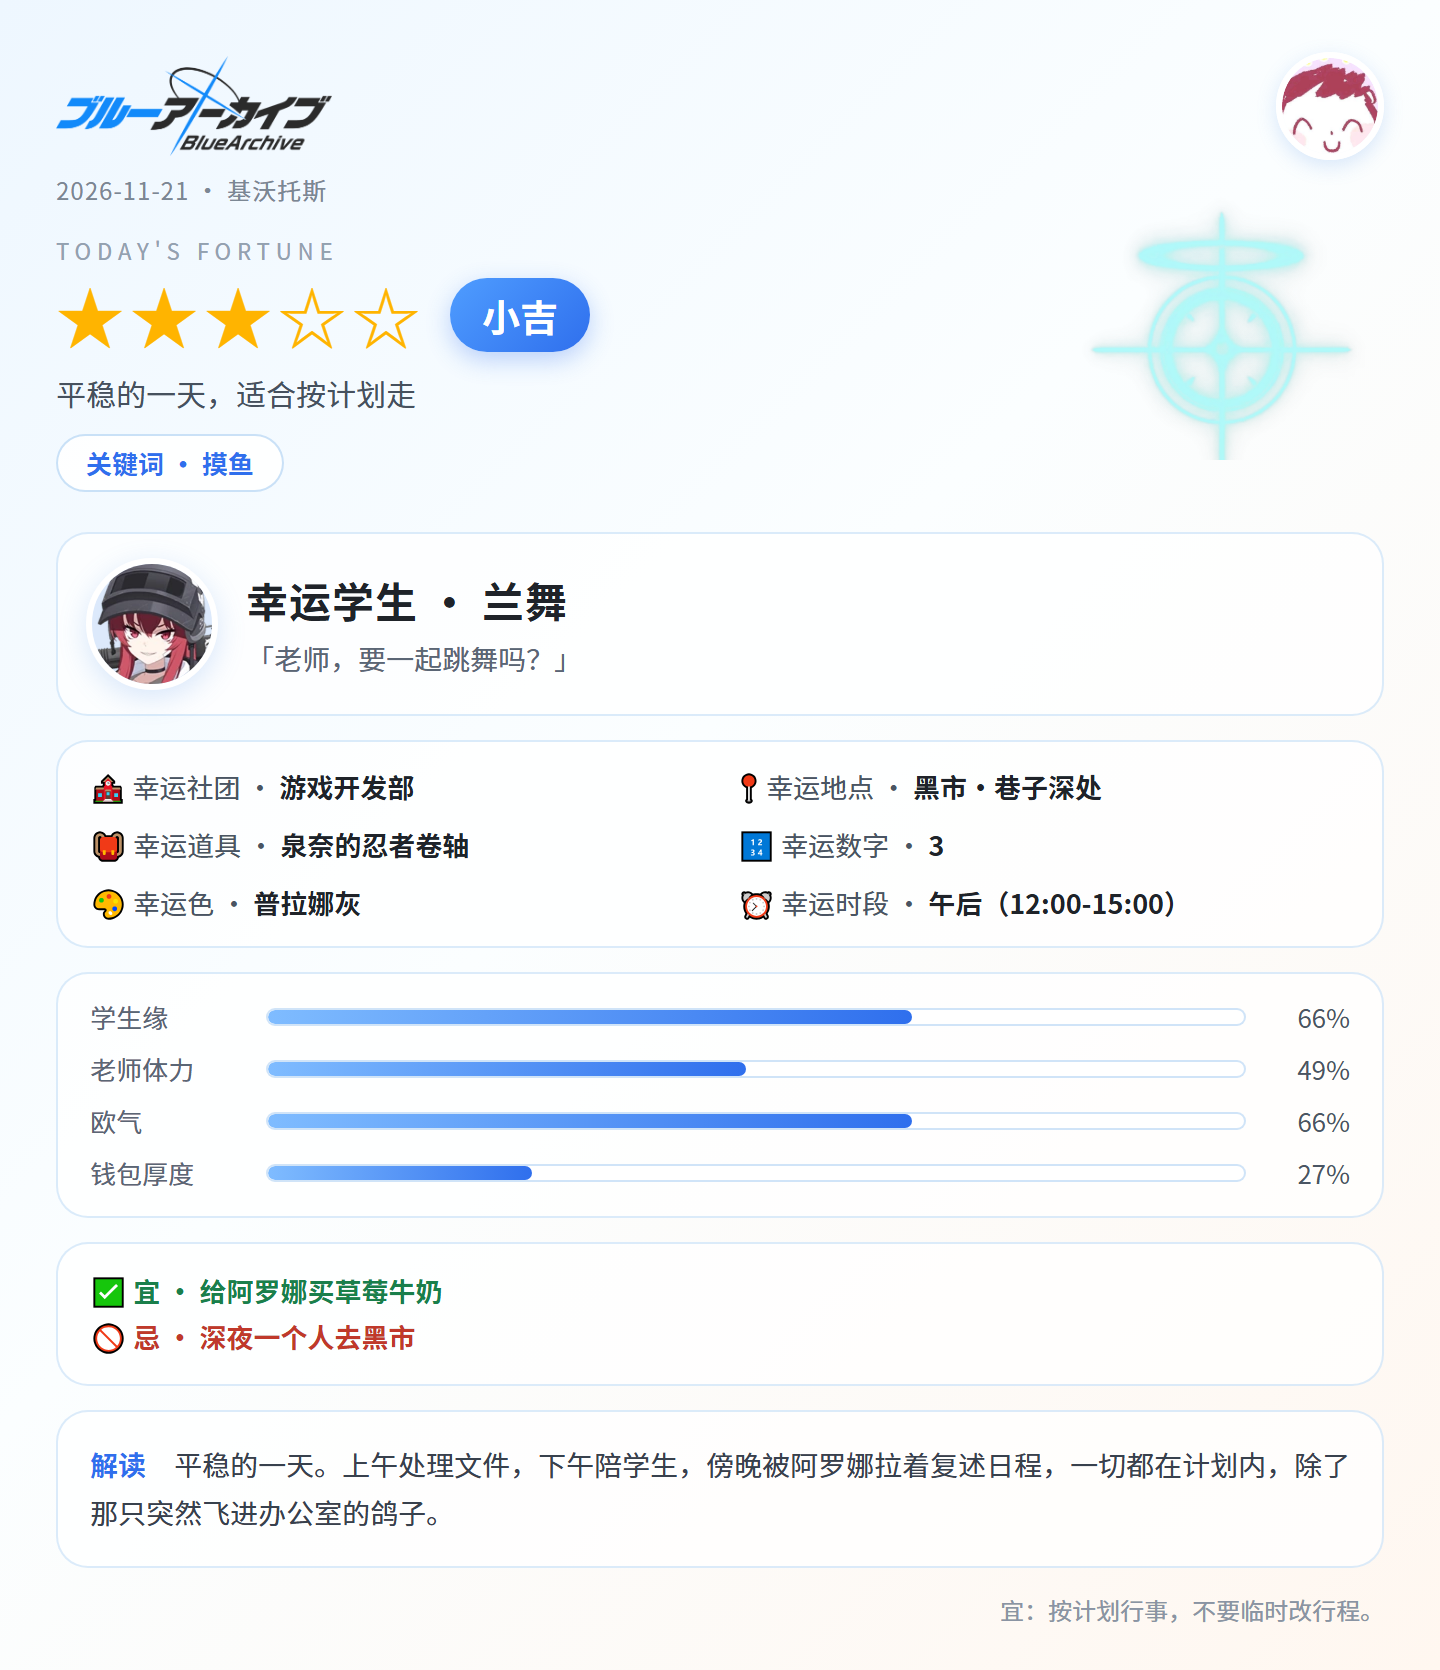 ブルーアーカイブ
BlueArchive
2026-11-21 • 基沃托斯
TODAY'S FORTUNE
★★★☆☆ 小吉
平稳的一天，适合按计划走
关键词 • 摸鱼
幸运学生 • 兰舞
「老师，要一起跳舞吗？」
幸运社团 • 游戏开发部
幸运地点 • 黑市•巷子深处
幸运道具 • 泉奈的忍者卷轴
幸运数字 • 3
幸运色 • 普拉娜灰
幸运时段 • 午后（12:00-15:00）
学生缘 66%
老师体力 49%
欧气 66%
钱包厚度 27%
宜 • 给阿罗娜买草莓牛奶
忌 • 深夜一个人去黑市
解读 平稳的一天。上午处理文件，下午陪学生，傍晚被阿罗娜拉着复述日程，一切都在计划内，除了
那只突然飞进办公室的鸽子。
宜：按计划行事，不要临时改行程。